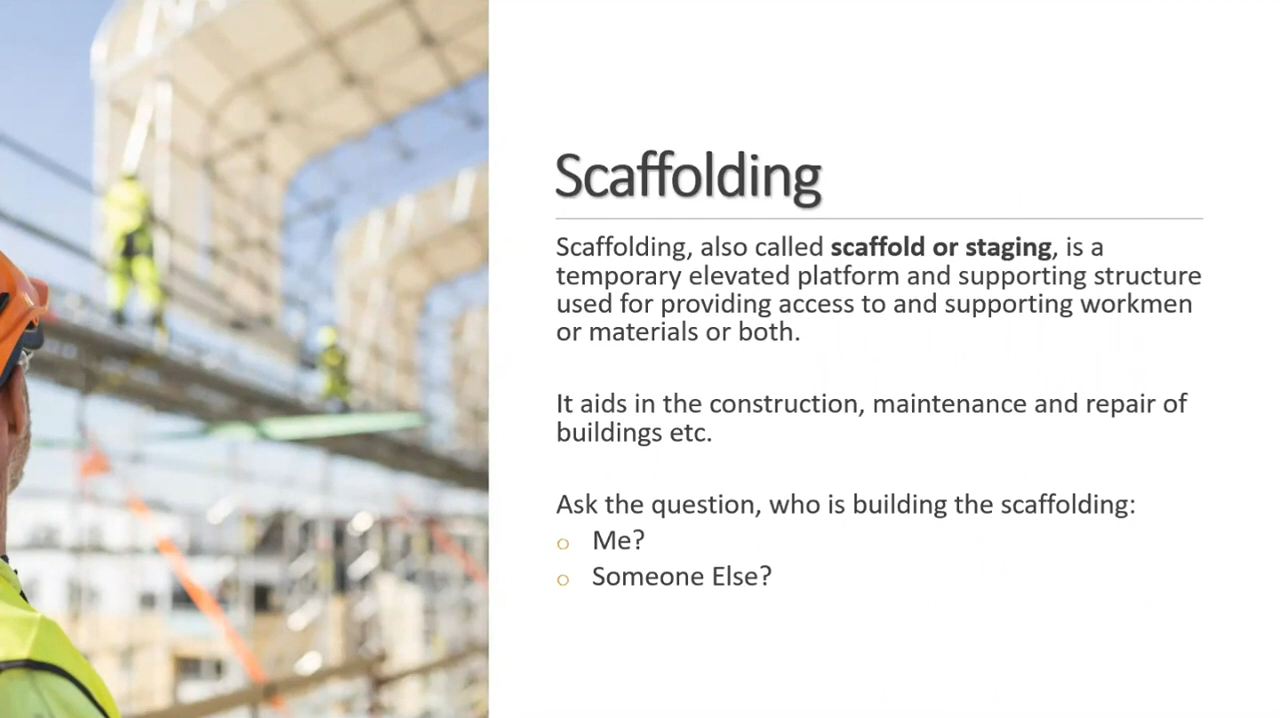 Scaffolding
Scaffolding, also called scaffold or staging, is a
temporary elevated platform and supporting structure
used for providing access to and supporting workmen
or materials or both.
It aids in the construction, maintenance and repair of
buildings etc.
Ask the question, who is building the scaffolding:
o Me?
o Someone Else?